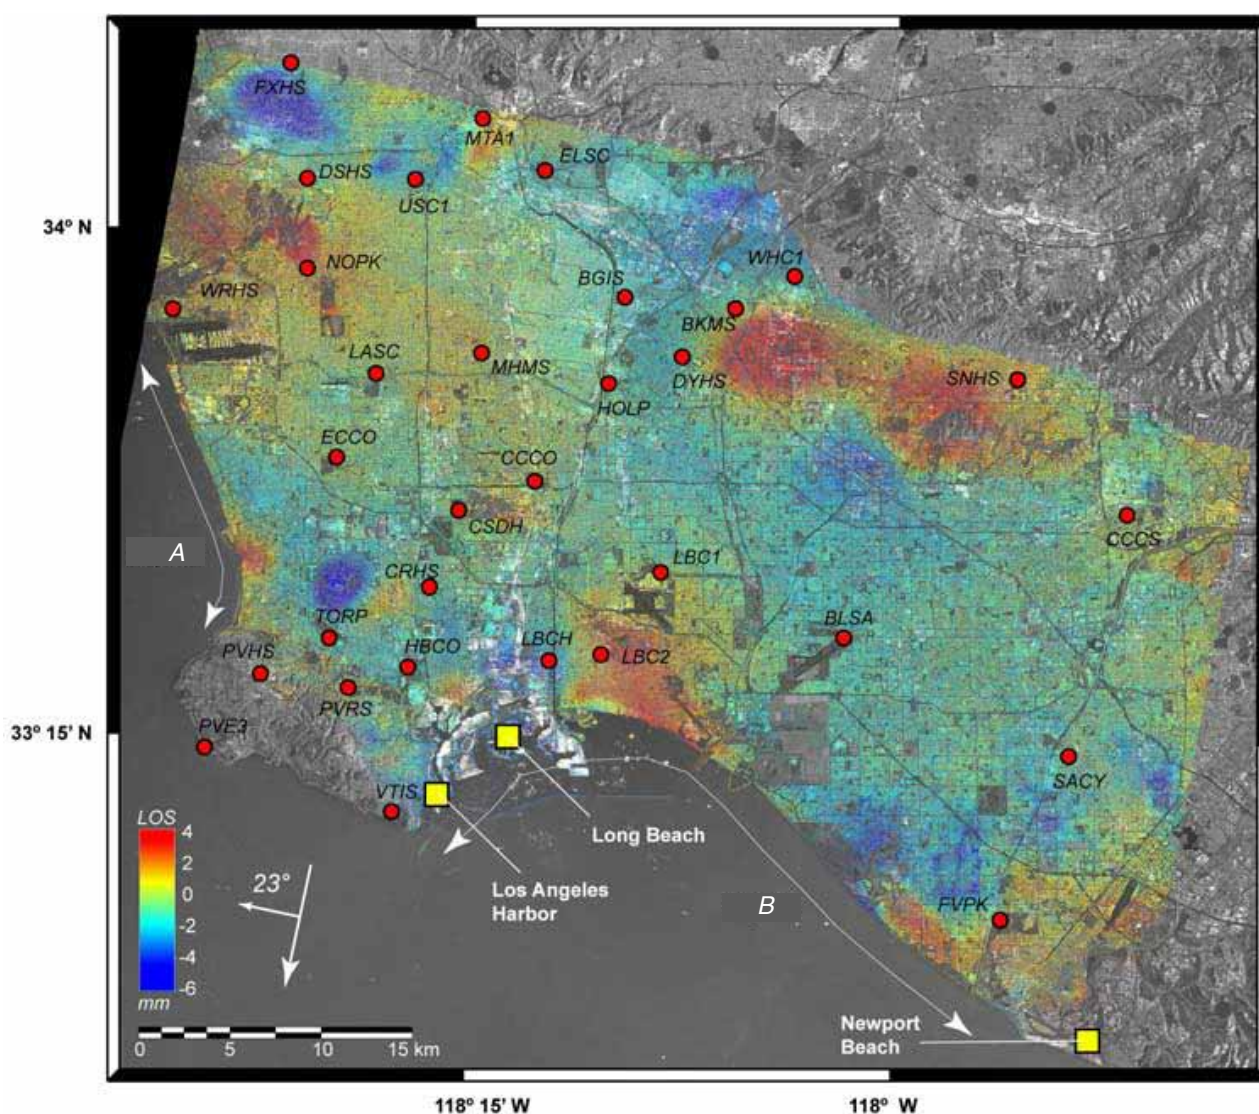 FXHS
MTA1
ELSC
DSHS
USC1
34° N
NOPK
BGIS
WHC1
WRHS
BKMS
LASC
MHMS
DYHS
SNHS
HOLP
ECCO
CCCO
CSDH
CCCS
A
CRHS
LBC1
TORP
BLSA
PVHS
HBCO
LBCH
LBC2
PVRS
33° 15' N
PVE3
SACY
VTIS
LOS
4
2
0
-2
-4
-6
mm
23°
Long Beach
Los Angeles
Harbor
B
FVPK
Newport
Beach
0 5 10 15 km
118° 15' W
118° W